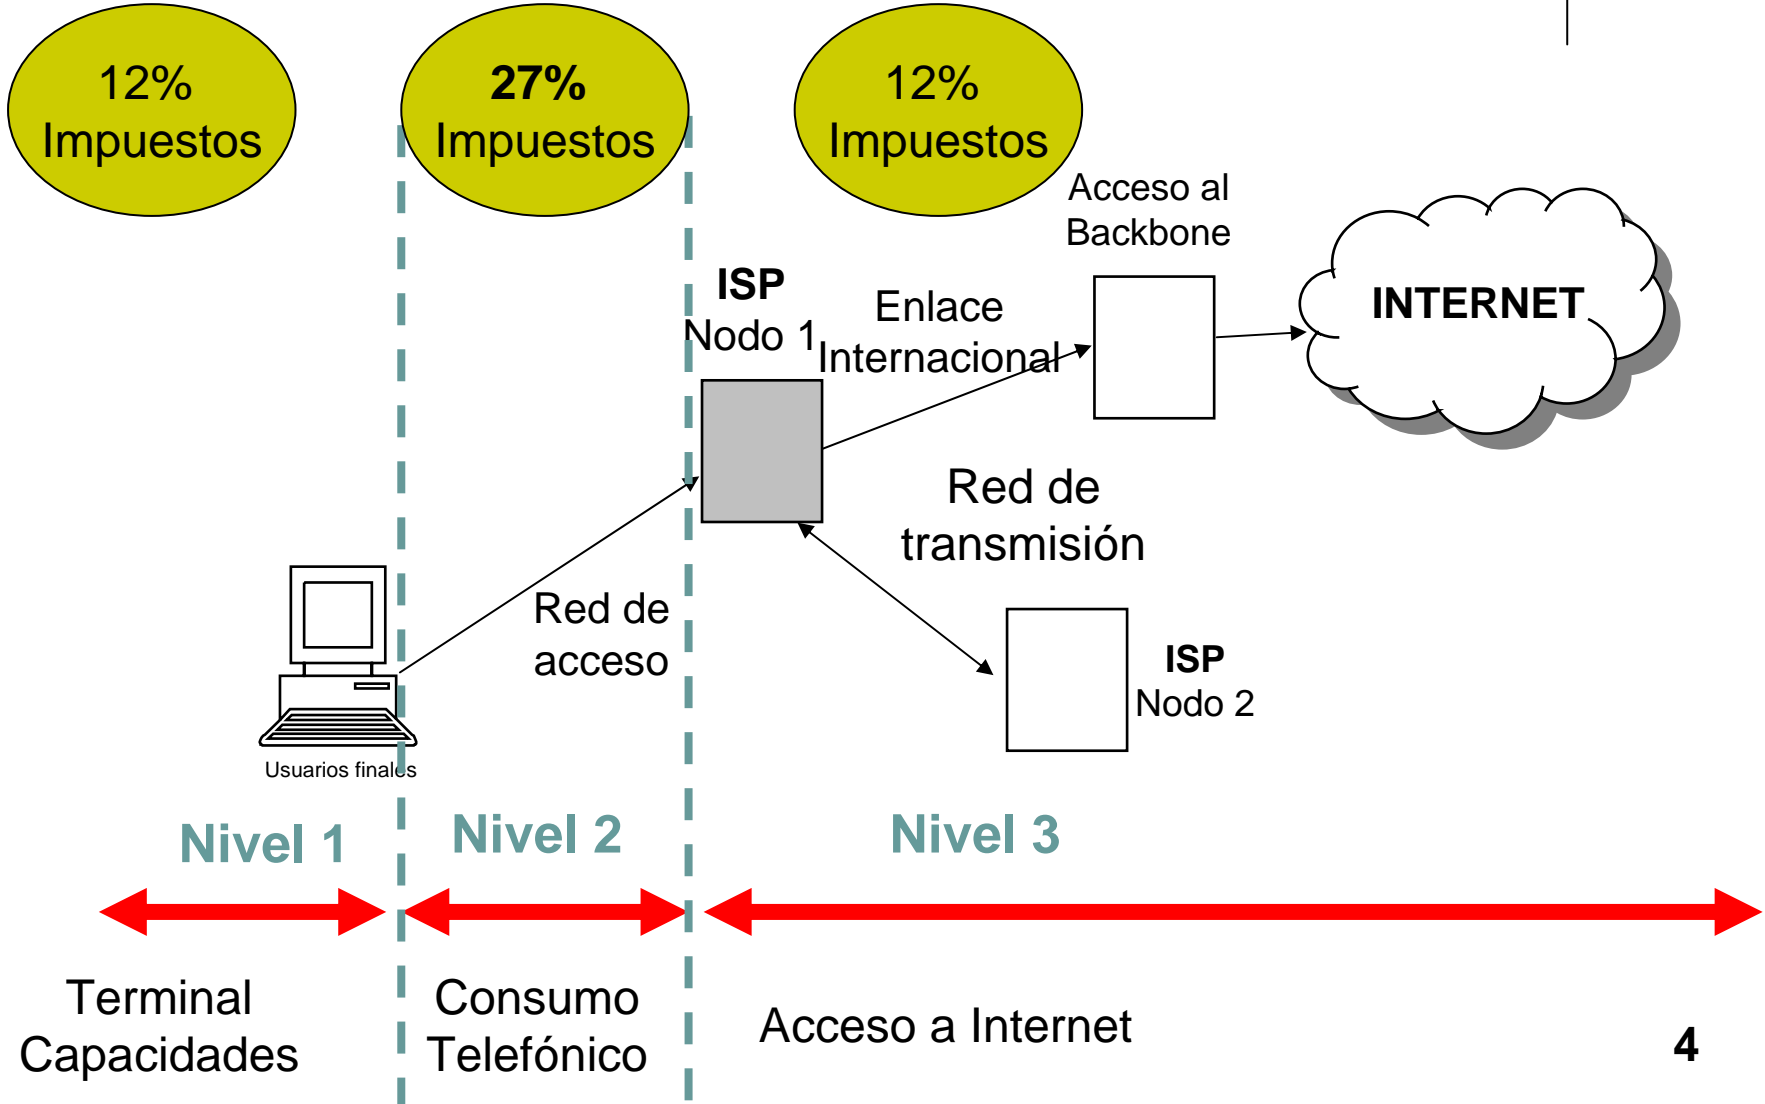 12%
Impuestos
27%
Impuestos
12%
Impuestos
Acceso al
Backbone
INTERNET
ISP
Nodo 1
Enlace
Internacional
Red de
transmisión
Red de
acceso
ISP
Nodo 2
Usuarios finales
Nivel 1
Nivel 2
Nivel 3
Terminal
Capacidades
Consumo
Telefónico
Acceso a Internet
4